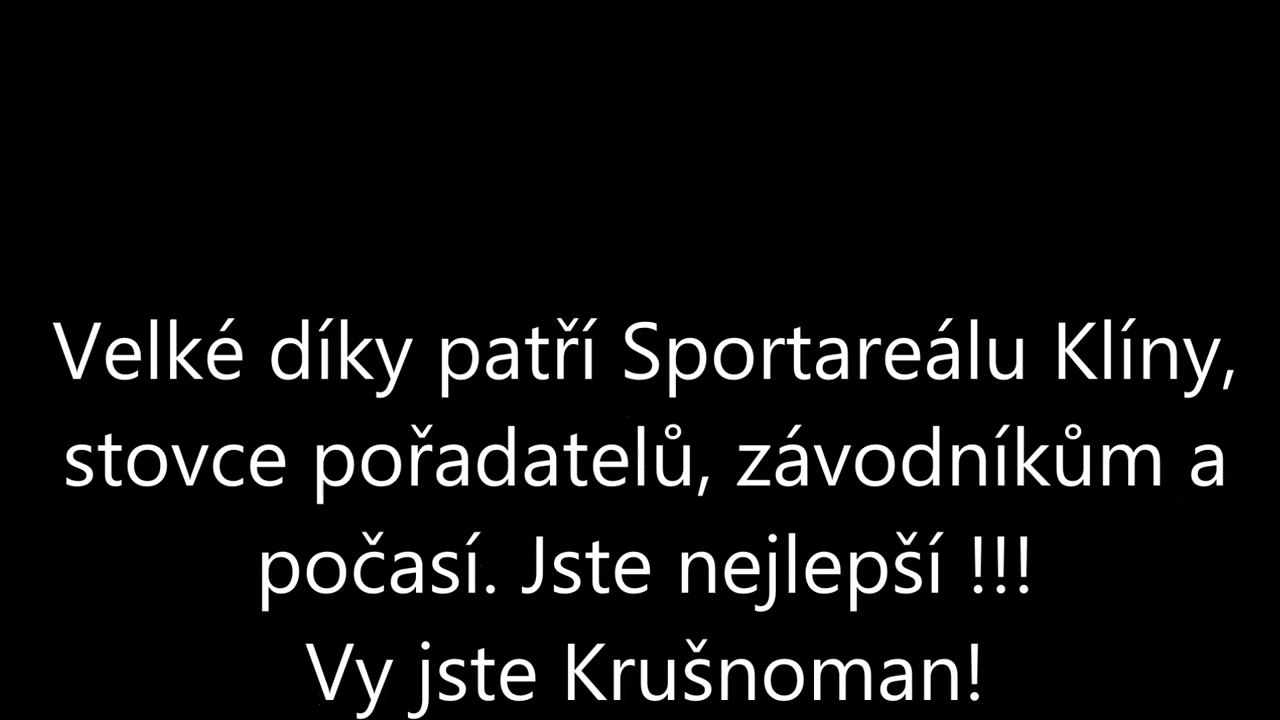 Velké díky patří Sportareálu Klíny,
stovce pořadatelů, závodníkům a
počasí. Jste nejlepší !!!
Vy jste Krušnoman!